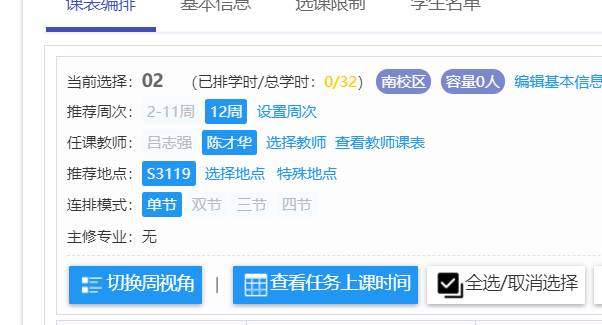 课表编排 基本信息 选课限制 学生名单
当前选择：02 (已排学时/总学时：0/32) 南校区 容量0人 编辑基本信息
推荐周次： 2-11周 12周 设置周次
任课教师： 吕志强 陈才华 选择教师 查看教师课表
推荐地点： S3119 选择地点 特殊地点
连排模式： 单节 双节 三节 四节
主修专业：无
切换周视角 | 查看任务上课时间 全选/取消选择